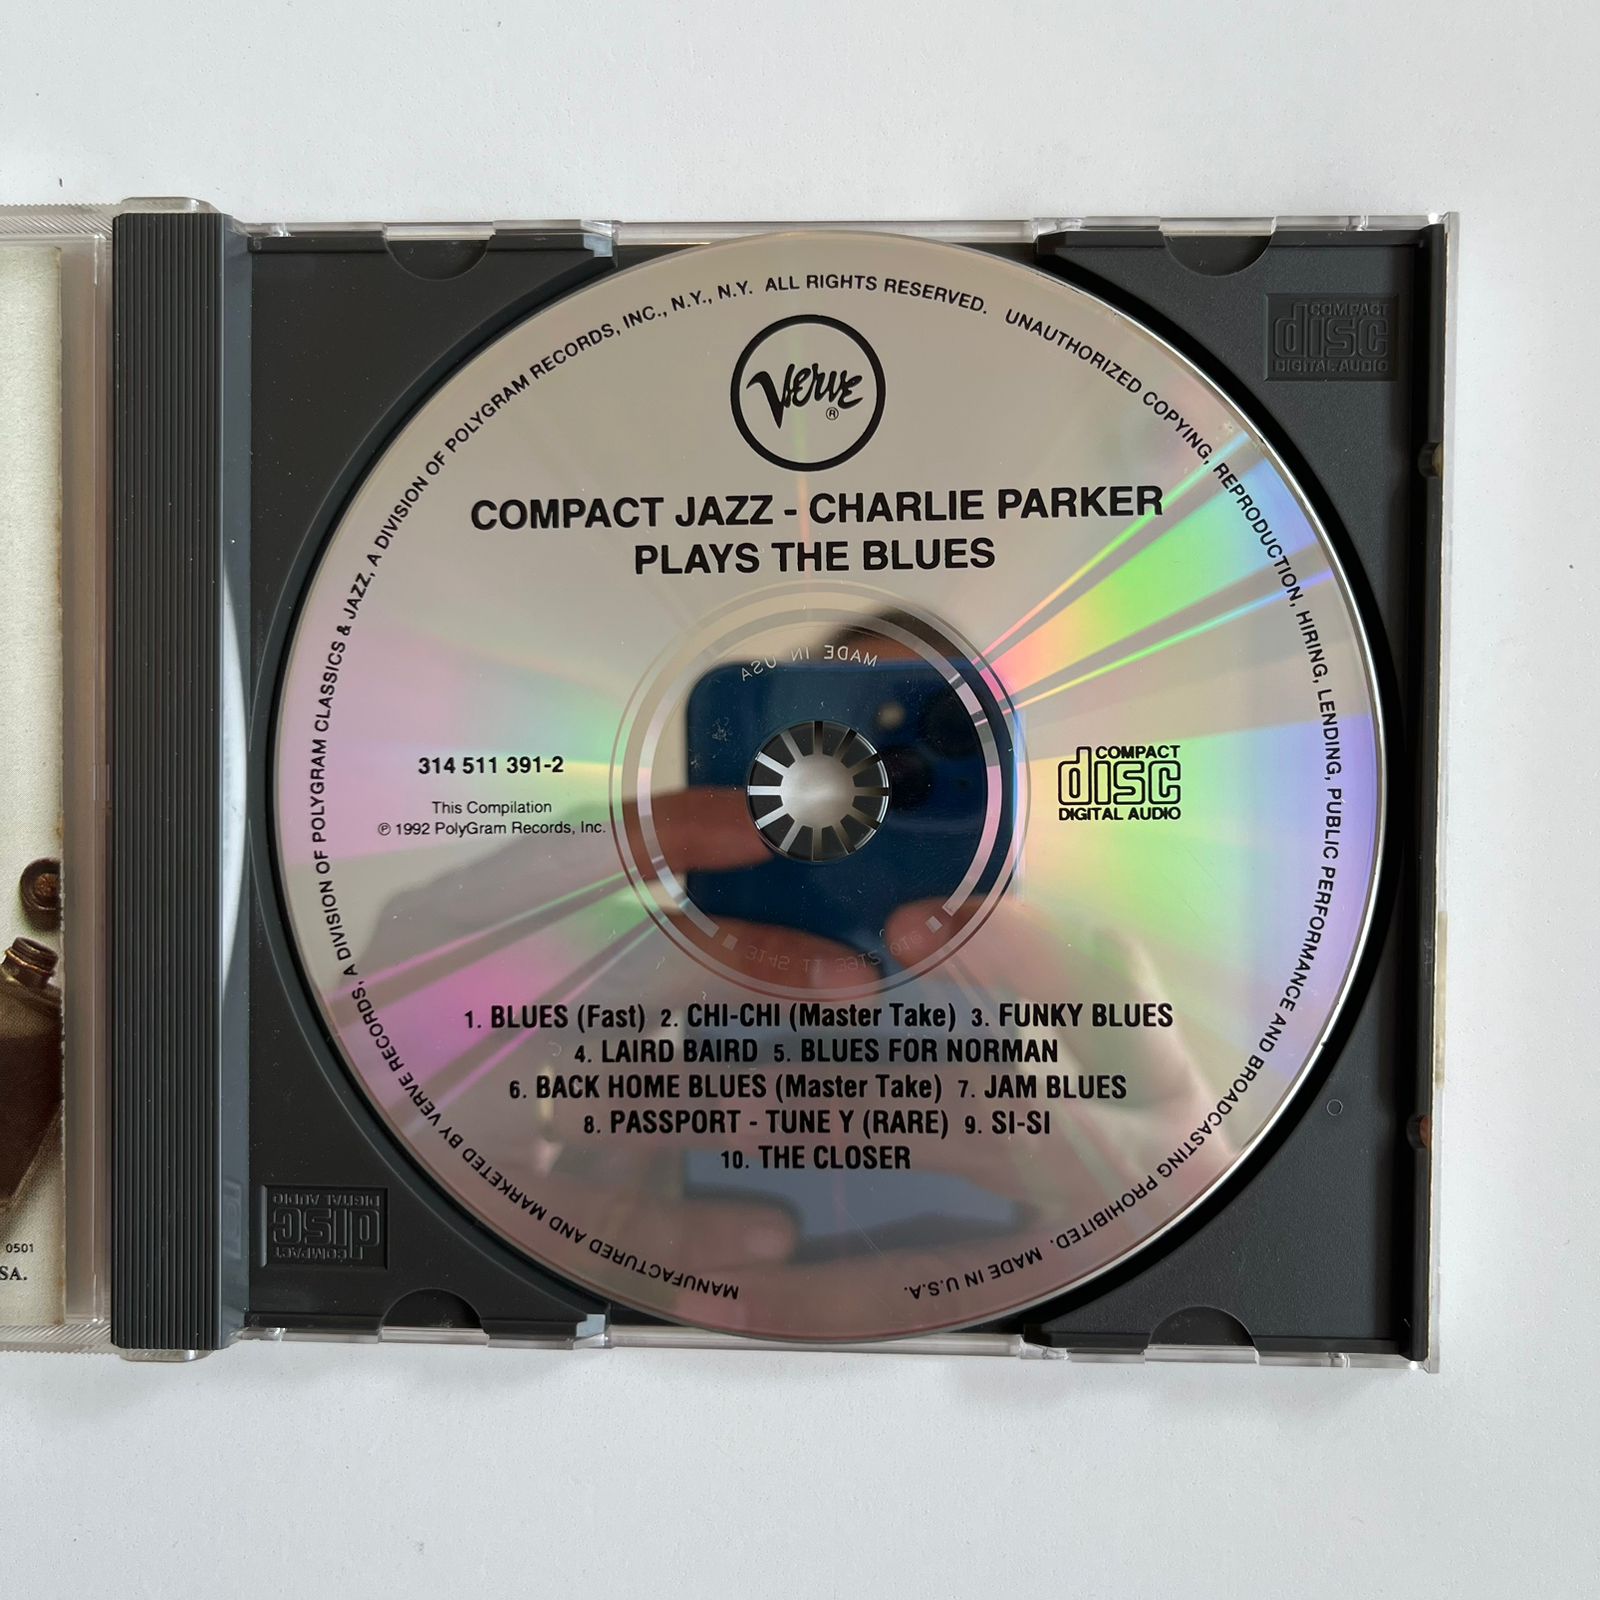 MANUFACTURED AND MARKETED BY VERVE RECORDS, A DIVISION OF POLYGRAM CLASSICS & JAZZ, A DIVISION OF POLYGRAM RECORDS, INC., N.Y., N.Y. ALL RIGHTS RESERVED. UNAUTHORIZED COPYING, REPRODUCTION, HIRING, LENDING, PUBLIC PERFORMANCE AND BROADCASTING PROHIBITED. MADE IN U.S.A.
VERVE ®
COMPACT
disc
DIGITAL AUDIO
COMPACT JAZZ - CHARLIE PARKER
PLAYS THE BLUES
MADE IN USA
314 511 391-2
This Compilation
℗ 1992 PolyGram Records, Inc.
COMPACT
disc
DIGITAL AUDIO
1. BLUES (Fast) 2. CHI-CHI (Master Take) 3. FUNKY BLUES
4. LAIRD BAIRD 5. BLUES FOR NORMAN
6. BACK HOME BLUES (Master Take) 7. JAM BLUES
8. PASSPORT - TUNE Y (RARE) 9. SI-SI
10. THE CLOSER
COMPACT
disc
DIGITAL AUDIO
0501
SA.